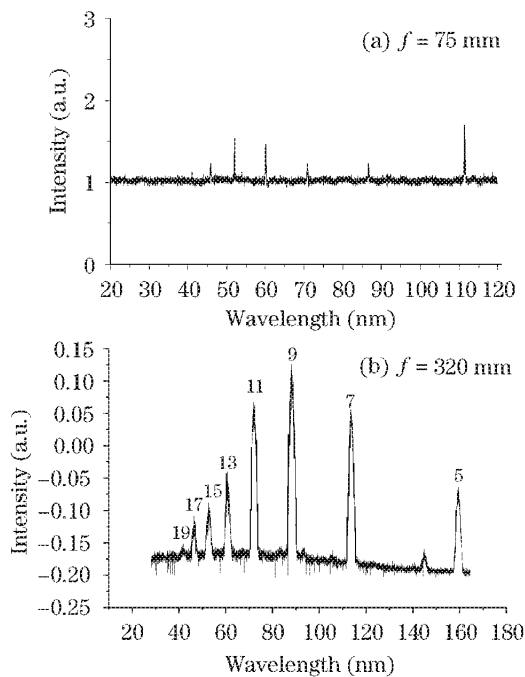 (a) f = 75 mm
3
2
1
0
Intensity (a.u.)
20 30 40 50 60 70 80 90 100 110 120
Wavelength (nm)
(b) f = 320 mm
0.15
0.10
0.05
0.00
−0.05
−0.10
−0.15
−0.20
−0.25
Intensity (a.u.)
19
17
15
13
11
9
7
5
20 40 60 80 100 120 140 160 180
Wavelength (nm)